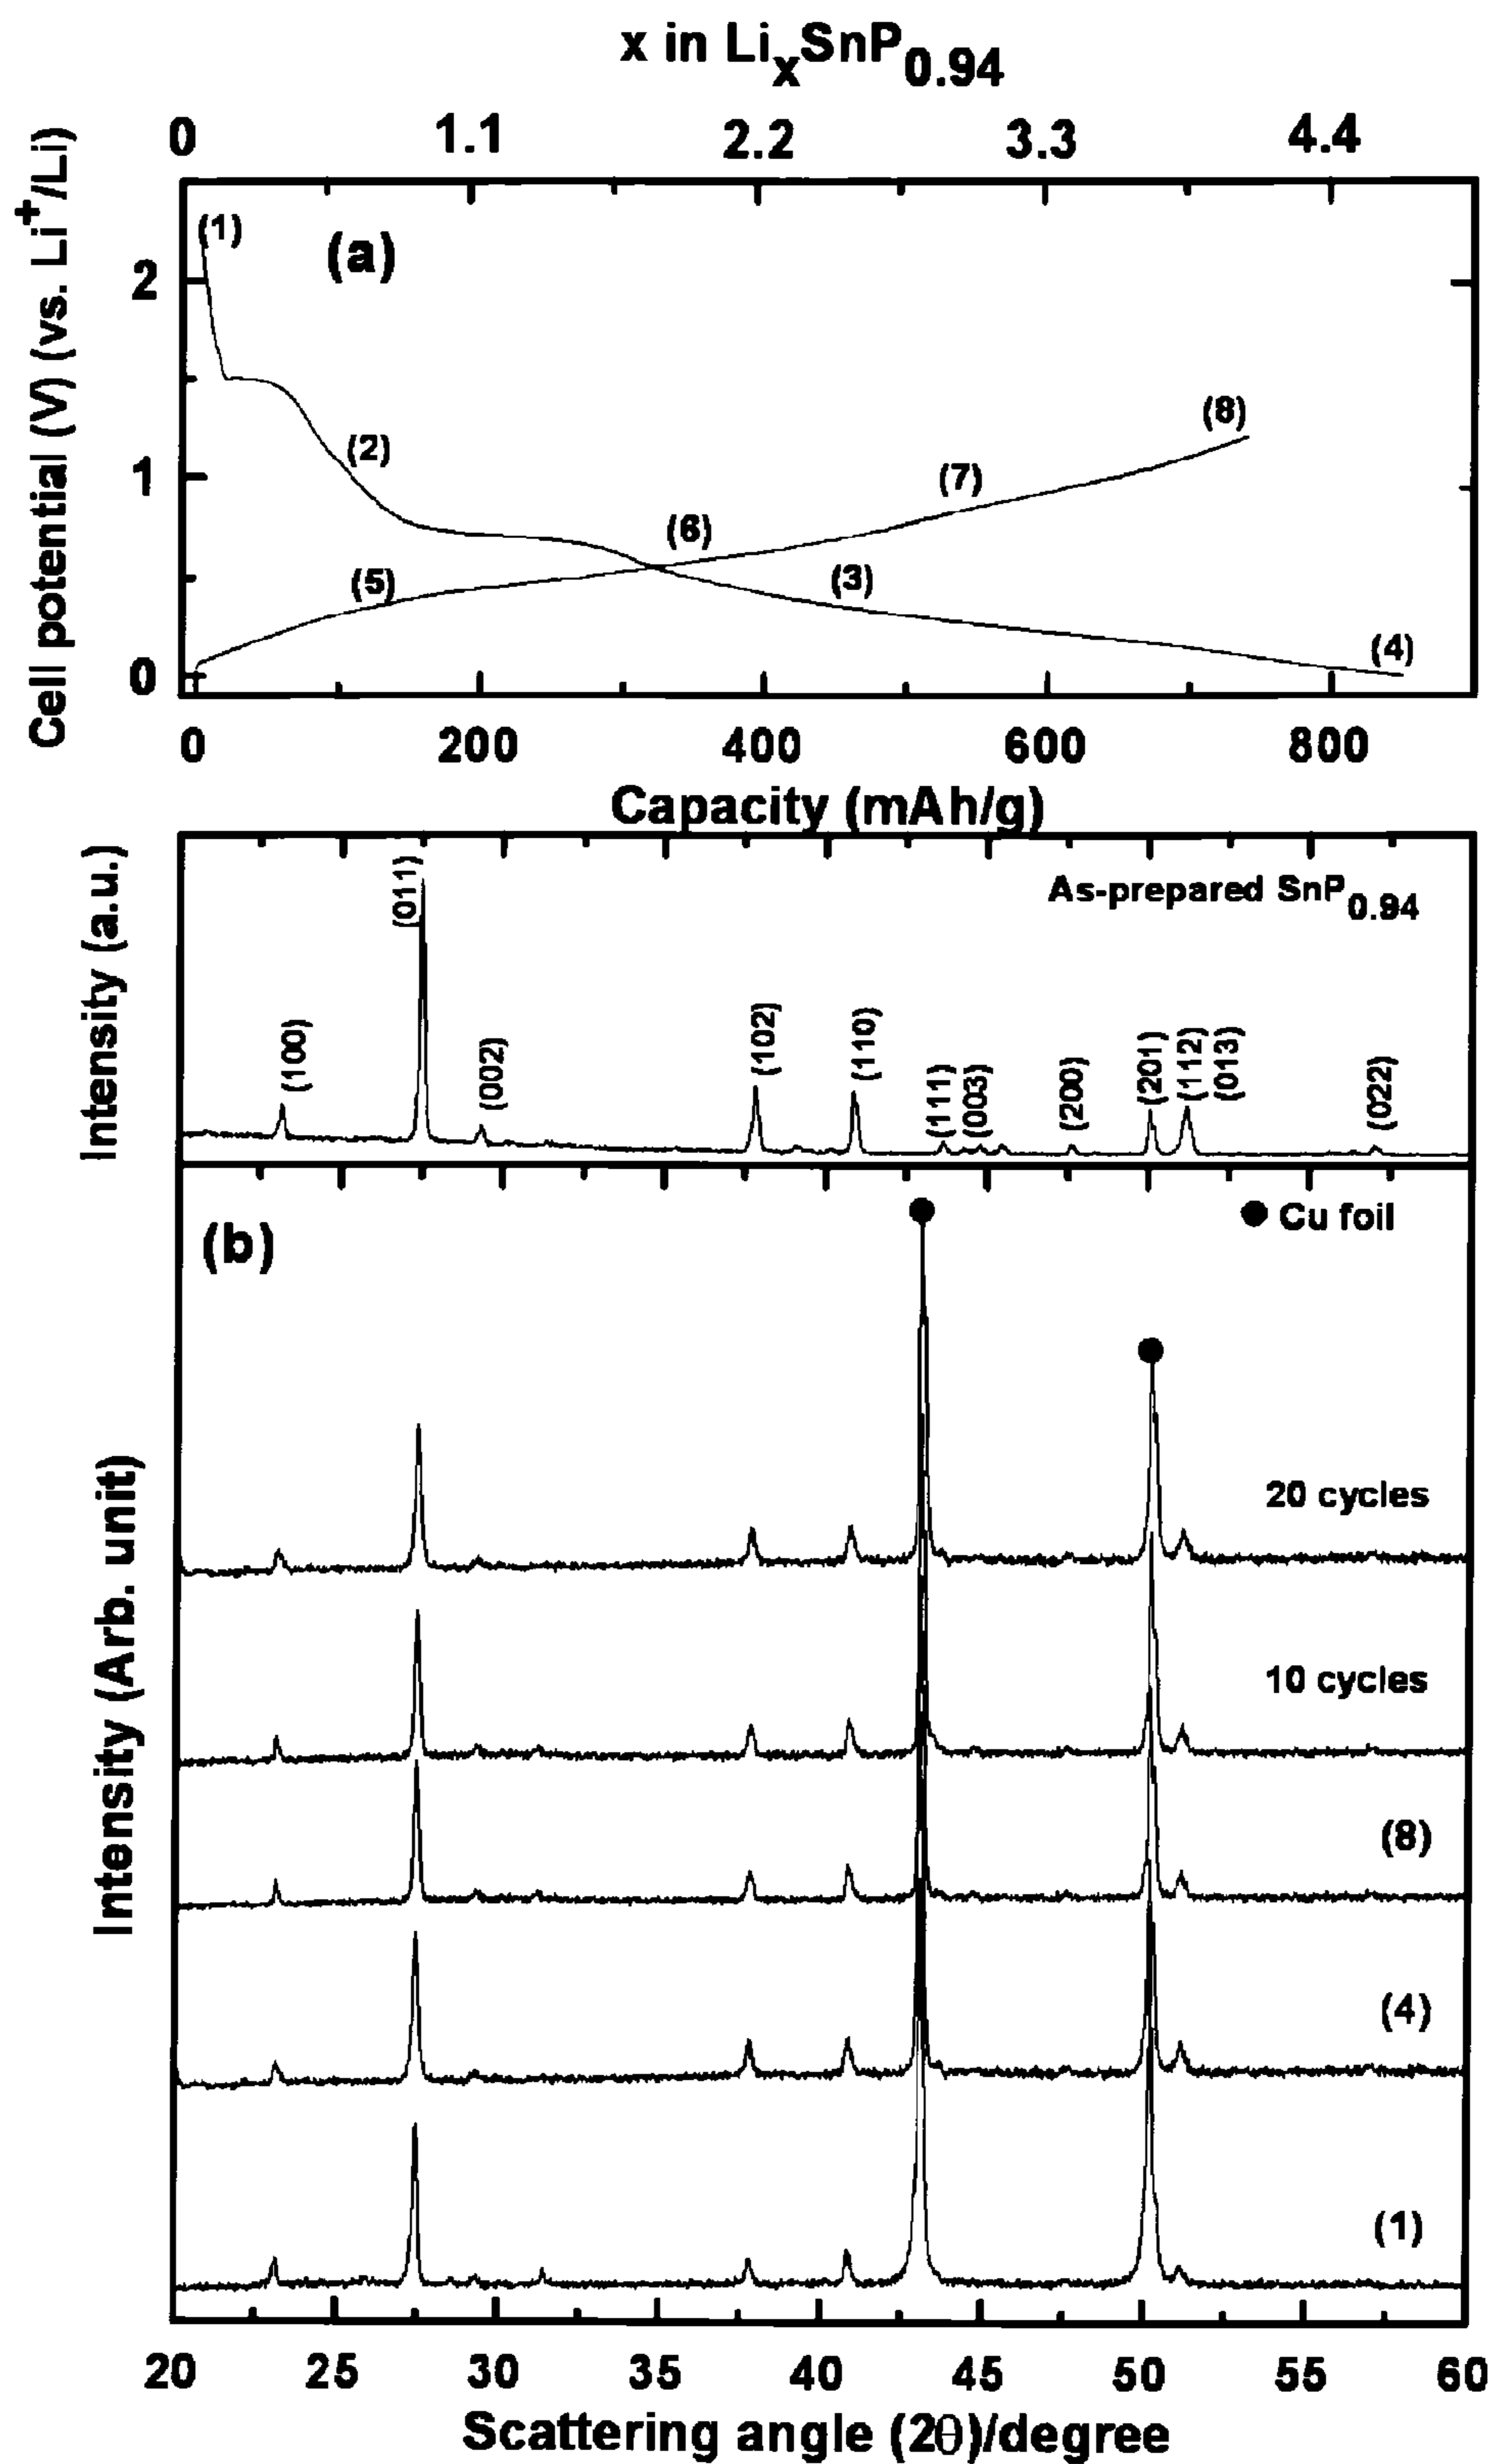 x in LixSnP0.94
0 1.1 2.2 3.3 4.4
Cell potential (V) (vs. Li+/Li)
2
1
0
(1)
(a)
(2)
(3)
(4)
(5)
(6)
(7)
(8)
0 200 400 600 800
Capacity (mAh/g)
Intensity (a.u.)
As-prepared SnP0.94
(100)
(011)
(002)
(102)
(110)
(111)
(003)
(200)
(201)
(112)
(013)
(022)
(b)
● Cu foil
Intensity (Arb. unit)
20 cycles
10 cycles
(8)
(4)
(1)
20 25 30 35 40 45 50 55 60
Scattering angle (2θ)/degree